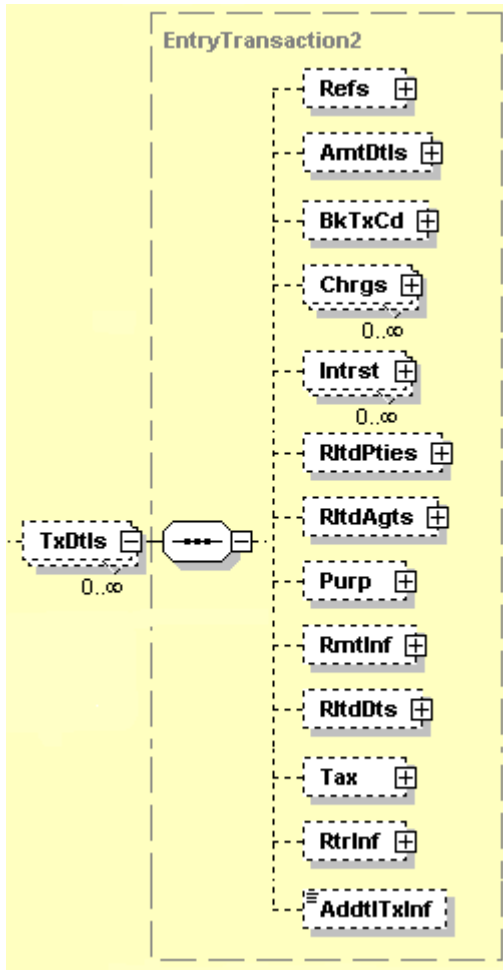 EntryTransaction2
Refs
AmtDtls
BkTxCd
Chrgs
0..∞
Intrst
0..∞
RltdPties
RltdAgts
TxDtls
0..∞
Purp
RmtInf
RltdDts
Tax
RtrInf
AddtlTxInf